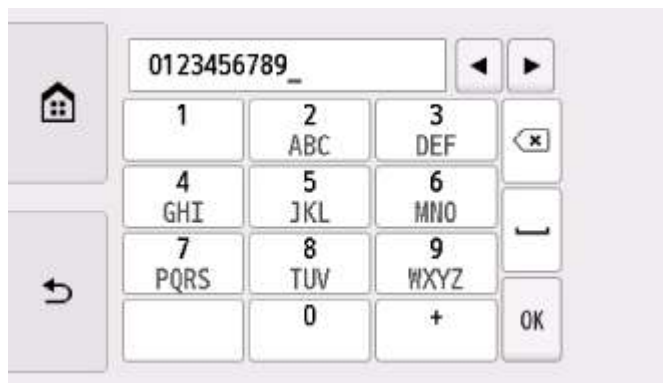 0123456789_
1 2 3
ABC DEF
4 5 6
GHI JKL MNO
7 8 9
PQRS TUV WXYZ
0 + OK